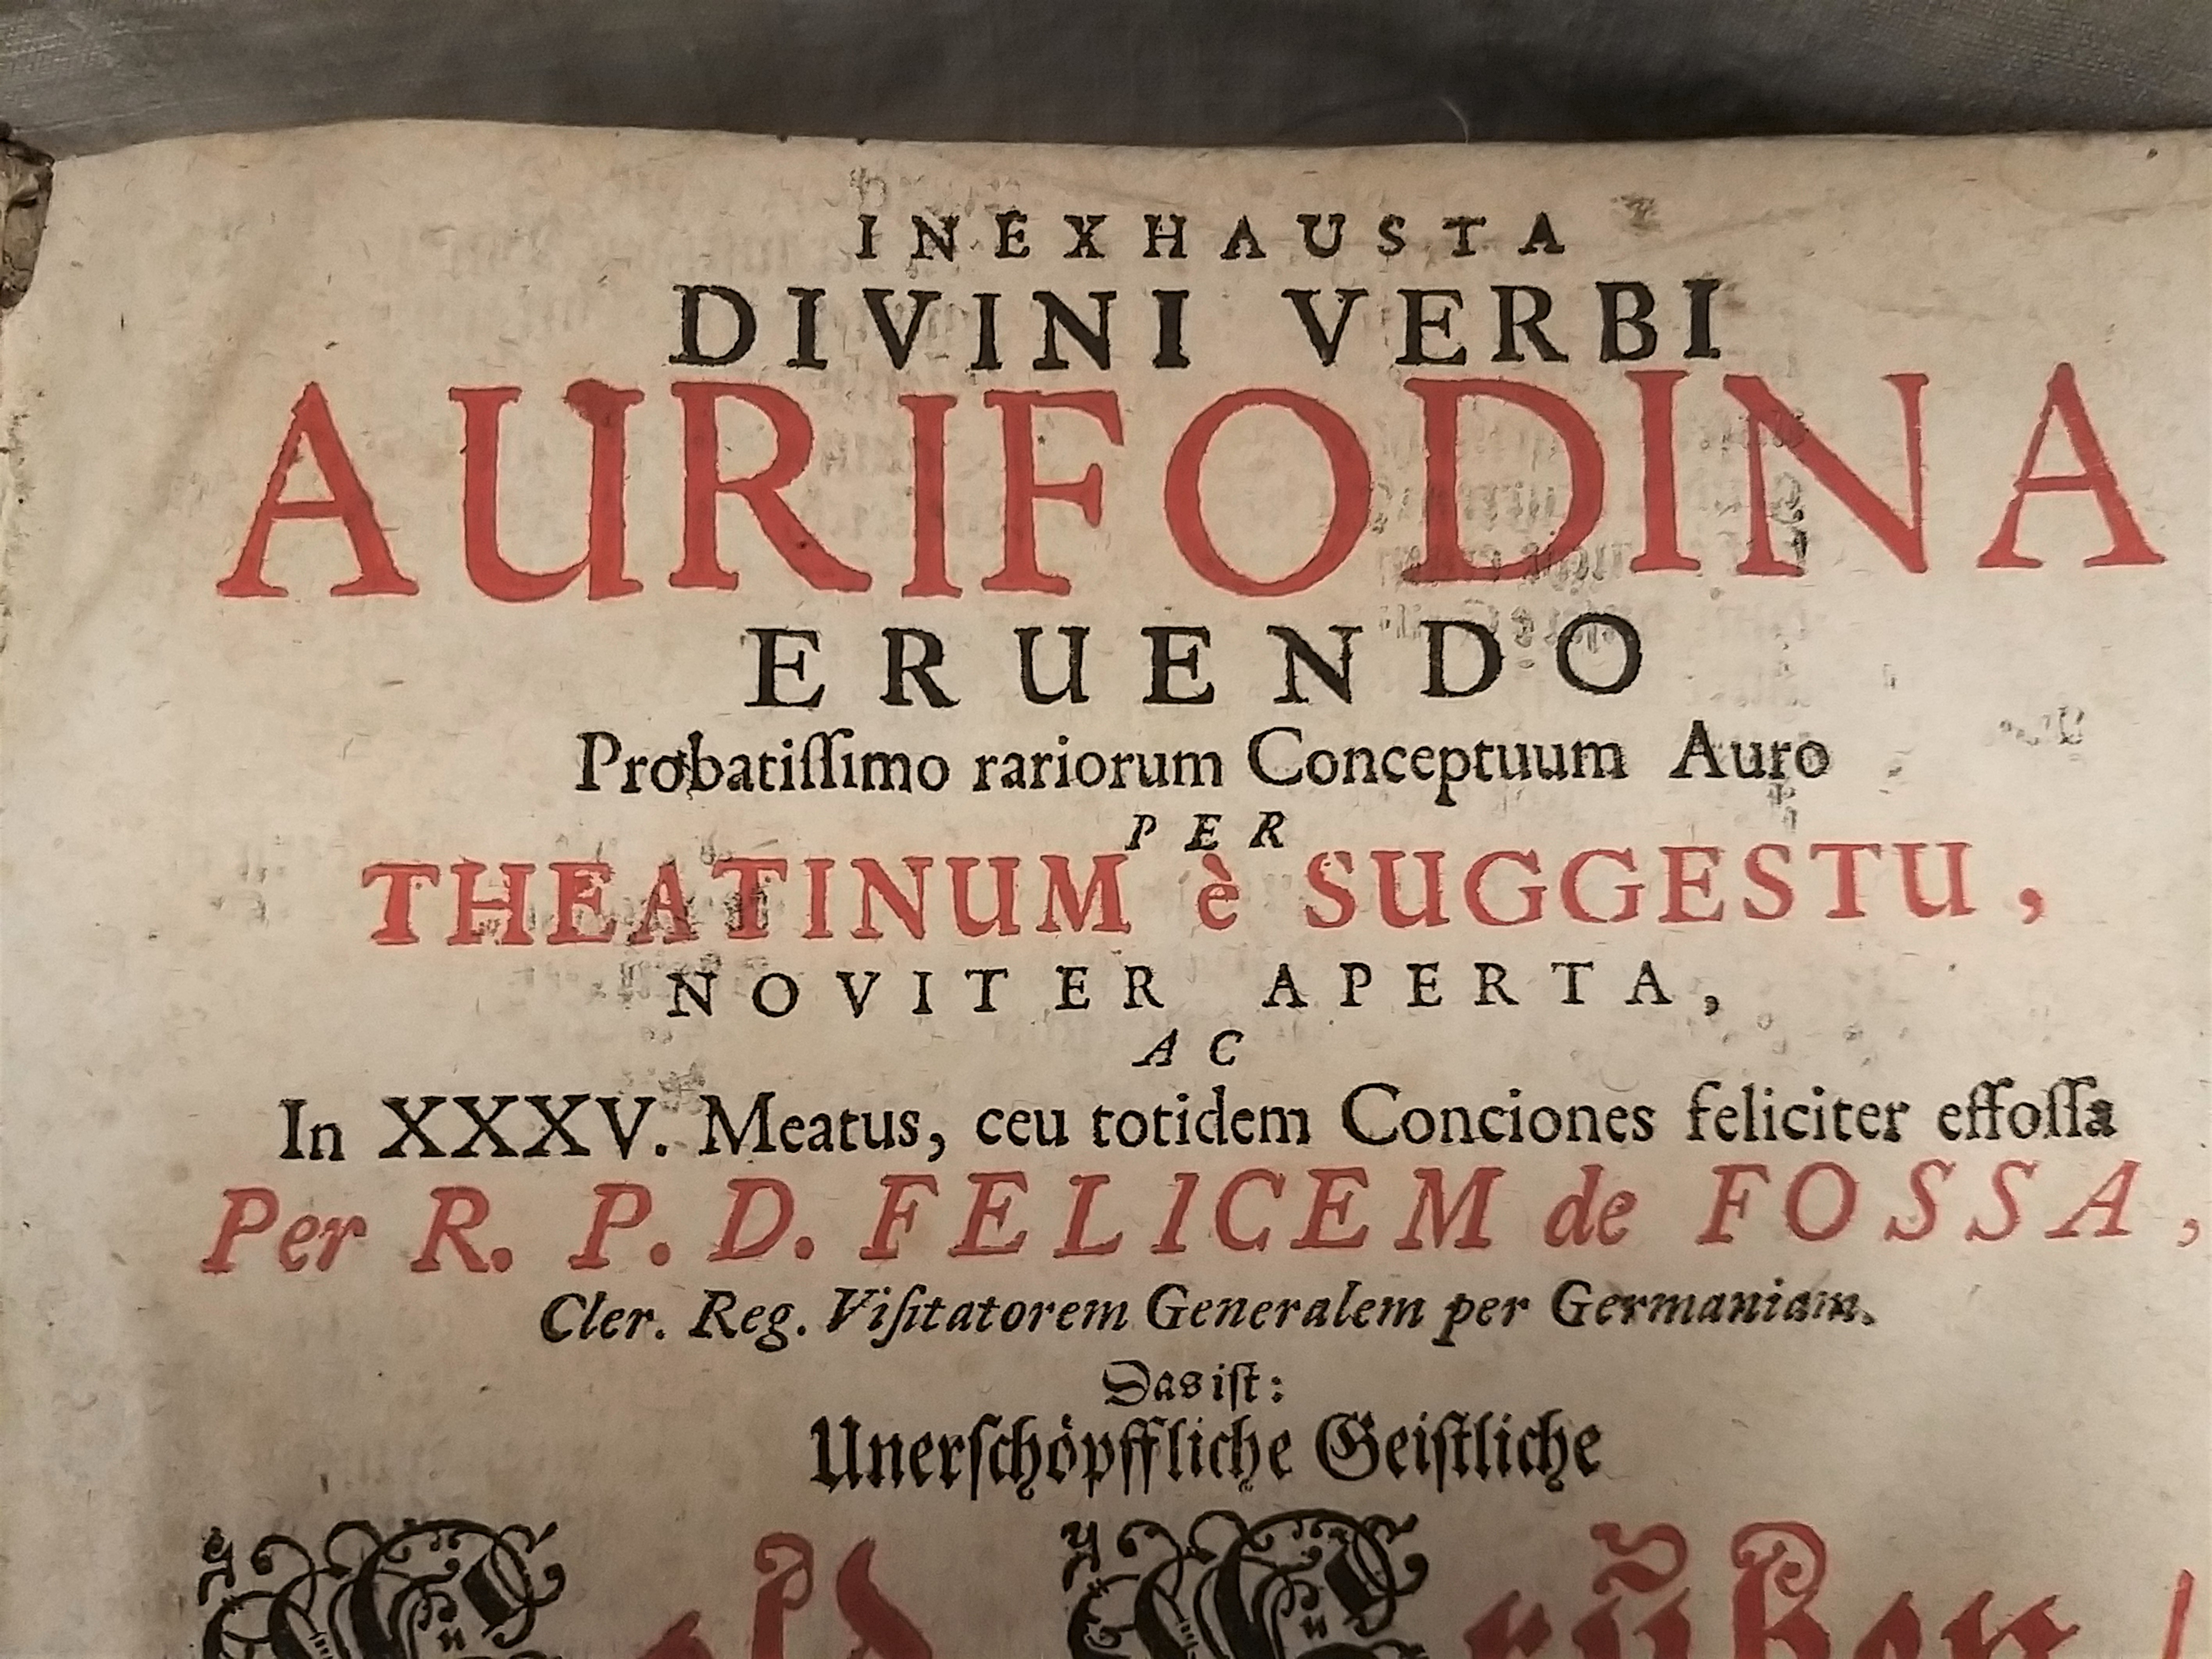 INEXHAUSTA
DIVINI VERBI
AURIFODINA
ERUENDO
Probatiſſimo rariorum Conceptuum Auro
PER
THEATINUM è SUGGESTU,
NOVITER APERTA,
AC
In XXXV. Meatus, ceu totidem Conciones feliciter effoſſa
Per R. P. D. FELICEM de FOSSA,
Cler. Reg. Viſitatorem Generalem per Germaniam.
Das iſt:
Unerſchöpffliche Geiſtliche